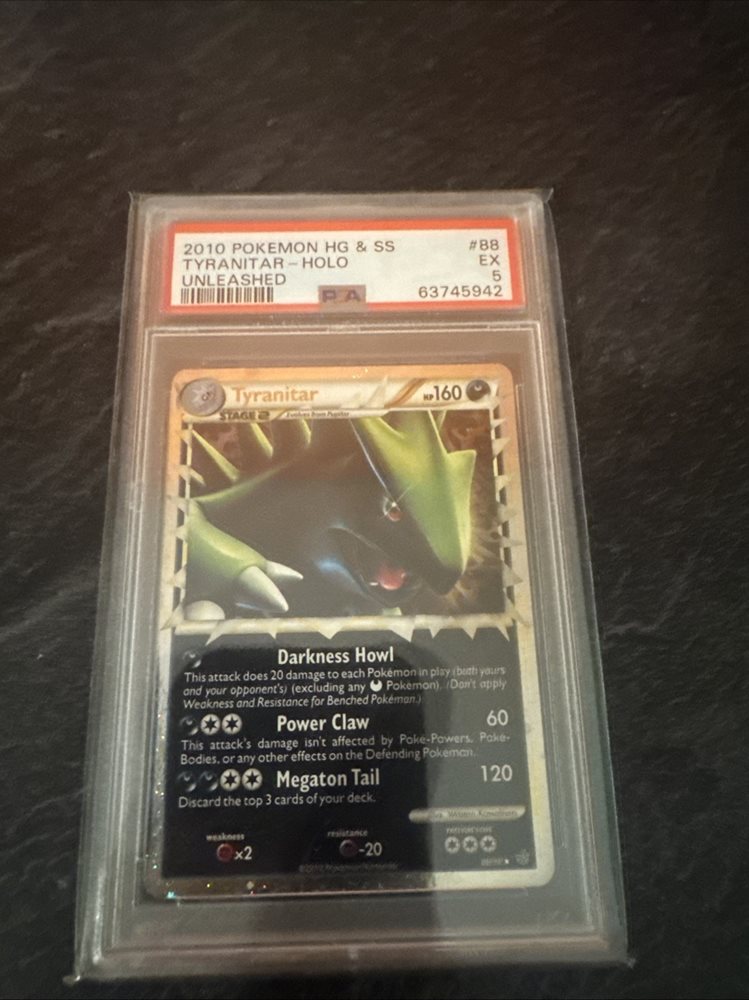 2010 POKEMON HG & SS #88
TYRANITAR - HOLO EX
UNLEASHED 5
PSA 63745942
Tyranitar HP160
STAGE 2 Evolves from Pupitar
Darkness Howl
This attack does 20 damage to each Pokémon in play (both yours
and your opponent's) (excluding any Pokémon). (Don't apply
Weakness and Resistance for Benched Pokémon.)
Power Claw 60
This attack's damage isn't affected by Poké-Powers, Poké-
Bodies, or any other effects on the Defending Pokémon.
Megaton Tail 120
Discard the top 3 cards of your deck.
weakness resistance
x2 -20